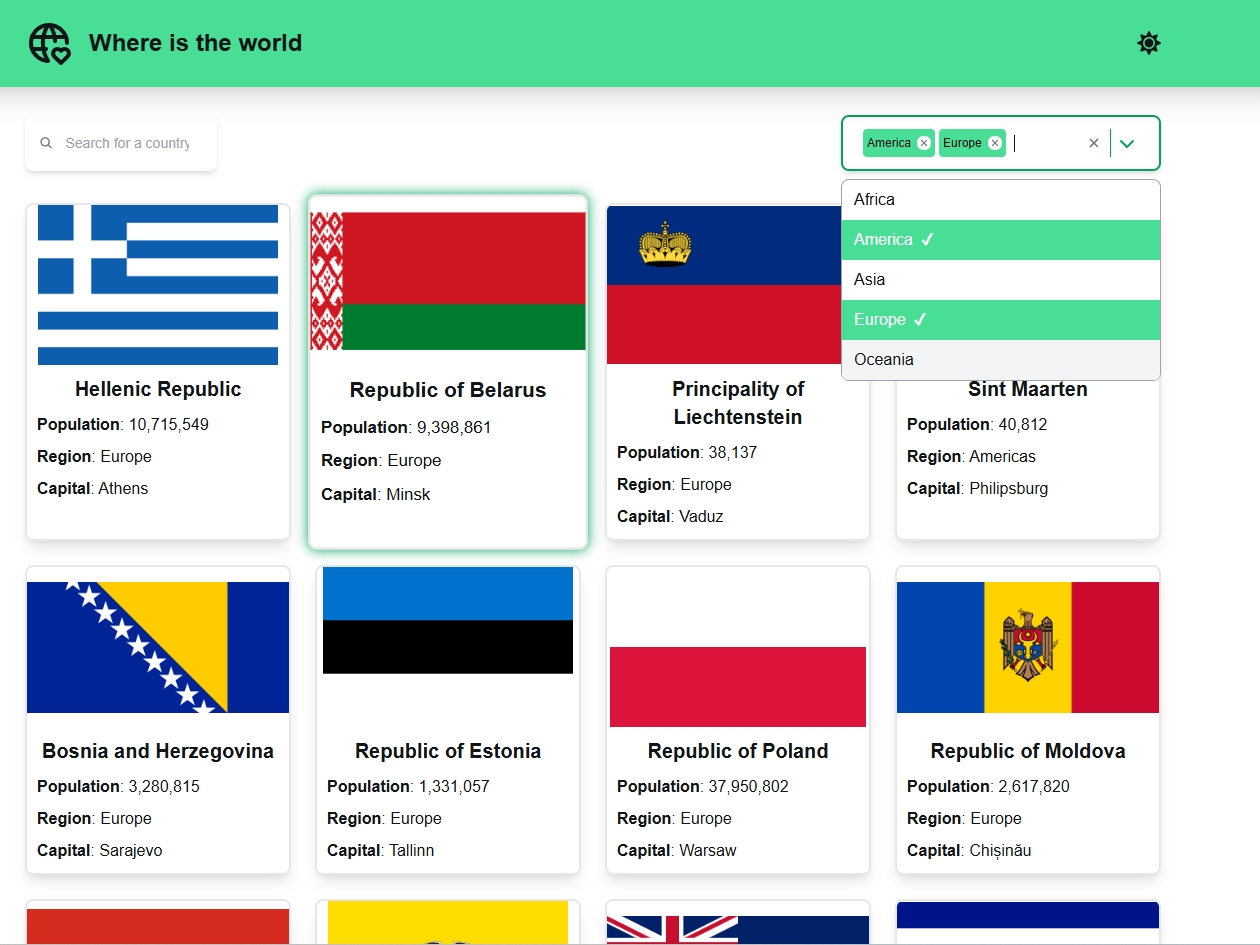 Where is the world
Search for a country
America
Europe
Africa
America
Asia
Europe
Oceania
Hellenic Republic
Population: 10,715,549
Region: Europe
Capital: Athens
Republic of Belarus
Population: 9,398,861
Region: Europe
Capital: Minsk
Principality of
Liechtenstein
Population: 38,137
Region: Europe
Capital: Vaduz
Sint Maarten
Population: 40,812
Region: Americas
Capital: Philipsburg
Bosnia and Herzegovina
Population: 3,280,815
Region: Europe
Capital: Sarajevo
Republic of Estonia
Population: 1,331,057
Region: Europe
Capital: Tallinn
Republic of Poland
Population: 37,950,802
Region: Europe
Capital: Warsaw
Republic of Moldova
Population: 2,617,820
Region: Europe
Capital: Chișinău